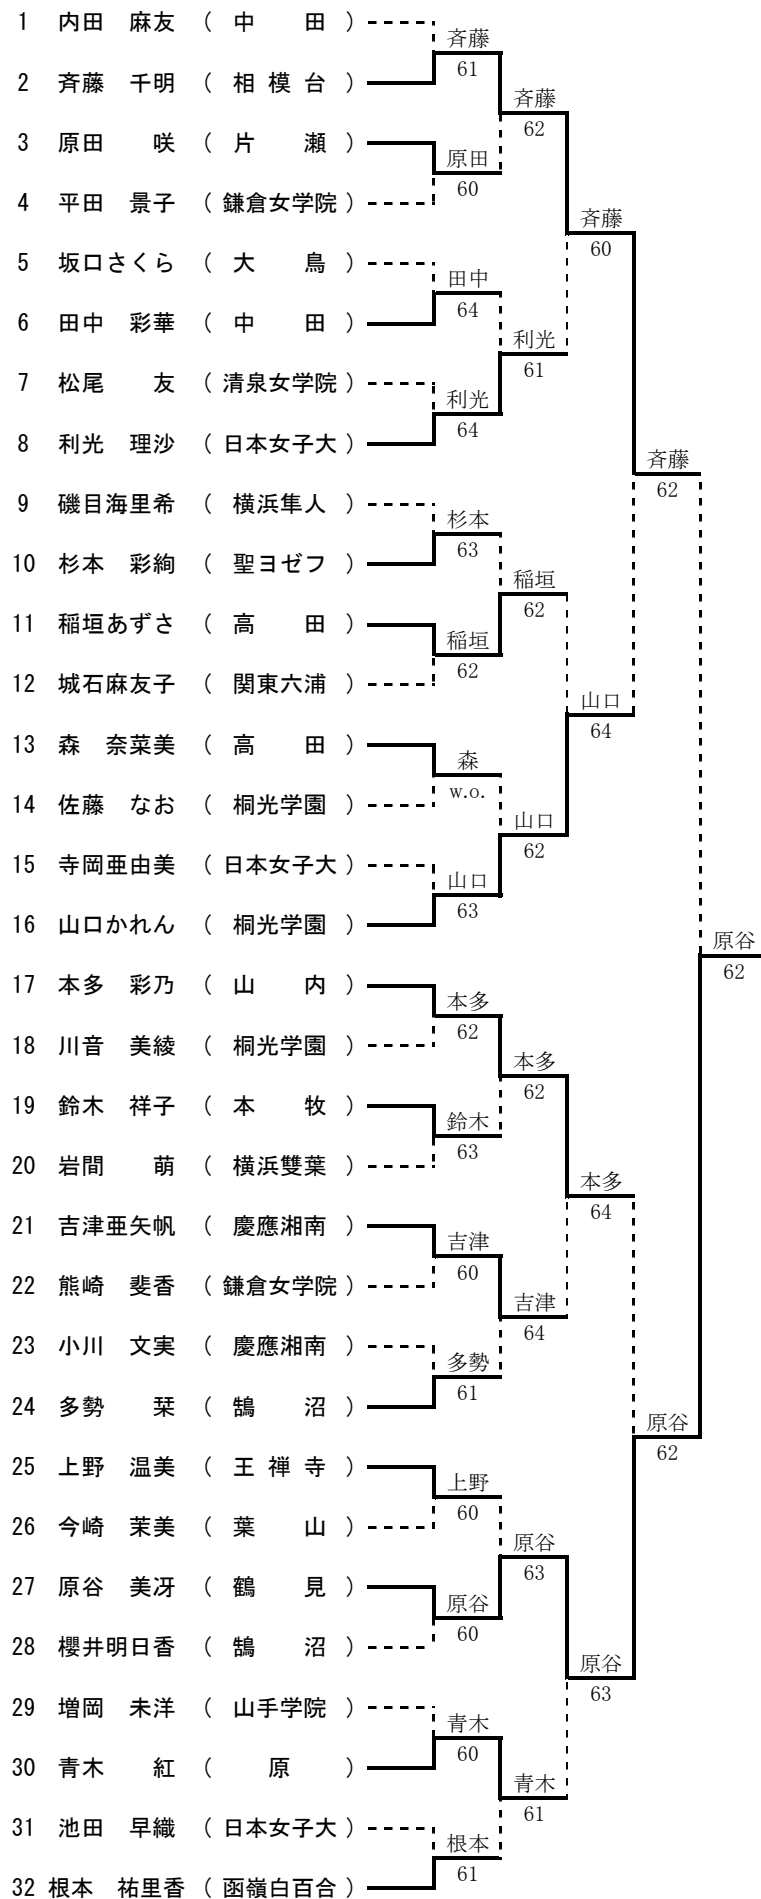 1 内田 麻友 （ 中 田 ）
斉藤
61
2 斉藤 千明 （ 相 模 台 ）
斉藤
62
3 原田 咲 （ 片 瀬 ）
原田
60
4 平田 景子 （ 鎌倉女学院 ）
斉藤
60
5 坂口さくら （ 大 鳥 ）
田中
64
6 田中 彩華 （ 中 田 ）
利光
61
7 松尾 友 （ 清泉女学院 ）
利光
64
8 利光 理沙 （ 日本女子大 ）
斉藤
62
9 磯目海里希 （ 横浜隼人 ）
杉本
63
10 杉本 彩絢 （ 聖ヨゼフ ）
稲垣
62
11 稲垣あずさ （ 高 田 ）
稲垣
62
12 城石麻友子 （ 関東六浦 ）
山口
64
13 森 奈菜美 （ 高 田 ）
森
w.o.
14 佐藤 なお （ 桐光学園 ）
山口
62
15 寺岡亜由美 （ 日本女子大 ）
山口
63
16 山口かれん （ 桐光学園 ）
原谷
62
17 本多 彩乃 （ 山 内 ）
本多
62
18 川音 美綾 （ 桐光学園 ）
本多
62
19 鈴木 祥子 （ 本 牧 ）
鈴木
63
20 岩間 萌 （ 横浜雙葉 ）
本多
64
21 吉津亜矢帆 （ 慶應湘南 ）
吉津
60
22 熊崎 斐香 （ 鎌倉女学院 ）
吉津
64
23 小川 文実 （ 慶應湘南 ）
多勢
61
24 多勢 栞 （ 鵠 沼 ）
原谷
62
25 上野 温美 （ 王 禅 寺 ）
上野
60
26 今崎 茉美 （ 葉 山 ）
原谷
63
27 原谷 美冴 （ 鶴 見 ）
原谷
60
28 櫻井明日香 （ 鵠 沼 ）
原谷
63
29 増岡 未洋 （ 山手学院 ）
青木
60
30 青木 紅 （ 原 ）
青木
61
31 池田 早織 （ 日本女子大 ）
根本
61
32 根本 祐里香 （ 函嶺白百合 ）